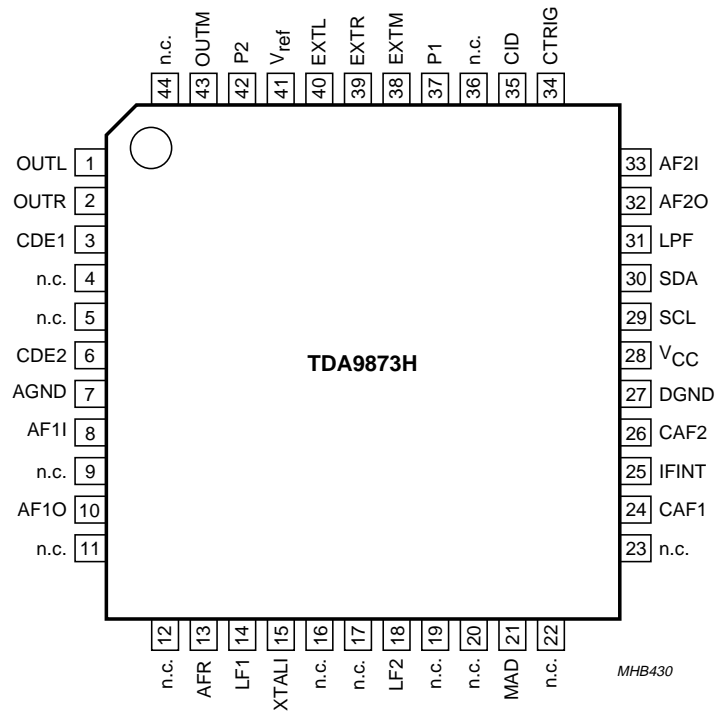 44 n.c.
43 OUTM
42 P2
41 Vref
40 EXTL
39 EXTR
38 EXTM
37 P1
36 n.c.
35 CID
34 CTRIG
OUTL 1
OUTR 2
CDE1 3
n.c. 4
n.c. 5
CDE2 6
AGND 7
AF1I 8
n.c. 9
AF1O 10
n.c. 11
TDA9873H
33 AF2I
32 AF2O
31 LPF
30 SDA
29 SCL
28 VCC
27 DGND
26 CAF2
25 IFINT
24 CAF1
23 n.c.
n.c. 12
AFR 13
LF1 14
XTALI 15
n.c. 16
n.c. 17
LF2 18
n.c. 19
n.c. 20
MAD 21
n.c. 22
MHB430